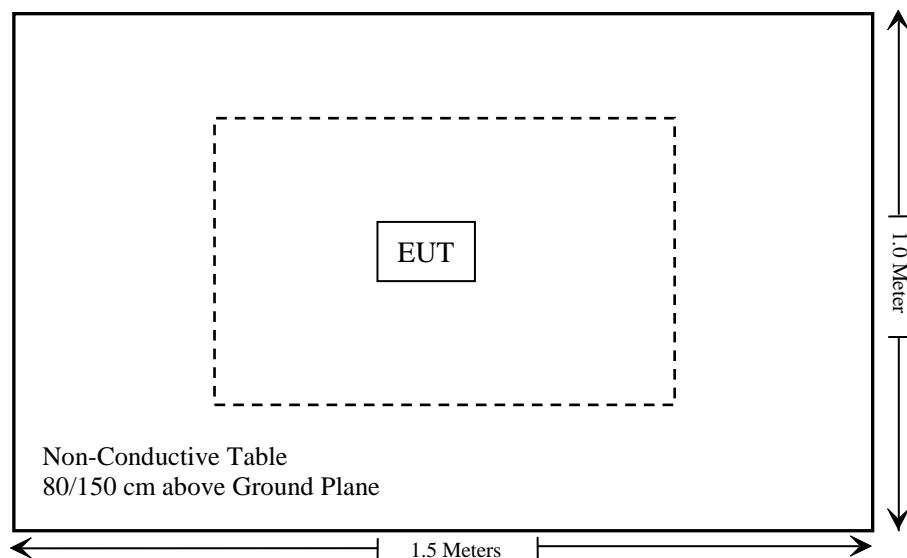 EUT
1.0 Meter
Non-Conductive Table
80/150 cm above Ground Plane
1.5 Meters